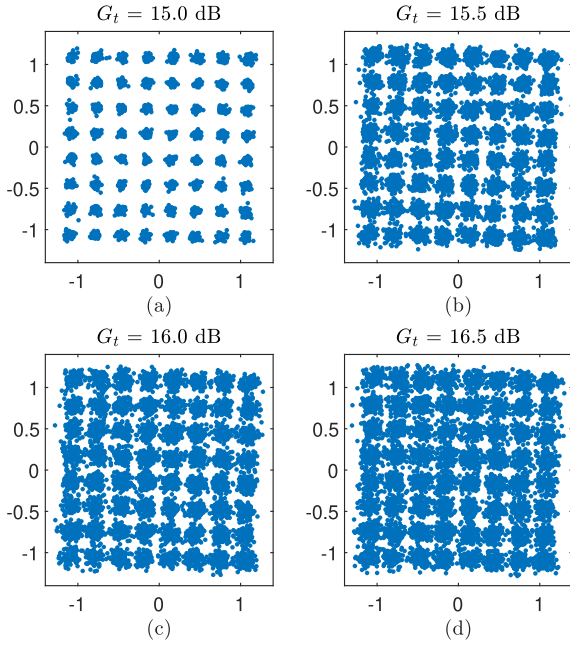 G_t = 15.0 dB
G_t = 15.5 dB
1
0.5
0
-0.5
-1
-1 0 1
(a)
1
0.5
0
-0.5
-1
-1 0 1
(b)
G_t = 16.0 dB
G_t = 16.5 dB
1
0.5
0
-0.5
-1
-1 0 1
(c)
1
0.5
0
-0.5
-1
-1 0 1
(d)